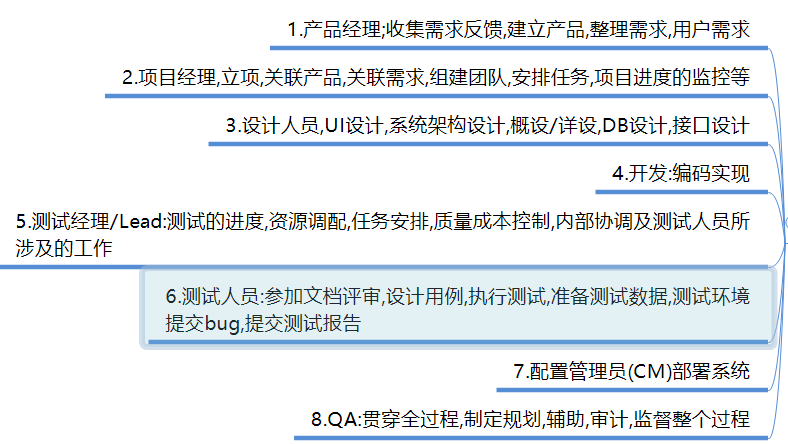 1.产品经理;收集需求反馈,建立产品,整理需求,用户需求
2.项目经理,立项,关联产品,关联需求,组建团队,安排任务,项目进度的监控等
3.设计人员,UI设计,系统架构设计,概设/详设,DB设计,接口设计
4.开发:编码实现
5.测试经理/Lead:测试的进度,资源调配,任务安排,质量成本控制,内部协调及测试人员所
涉及的工作
6.测试人员:参加文档评审,设计用例,执行测试,准备测试数据,测试环境
提交bug,提交测试报告
7.配置管理员(CM)部署系统
8.QA:贯穿全过程,制定规划,辅助,审计,监督整个过程